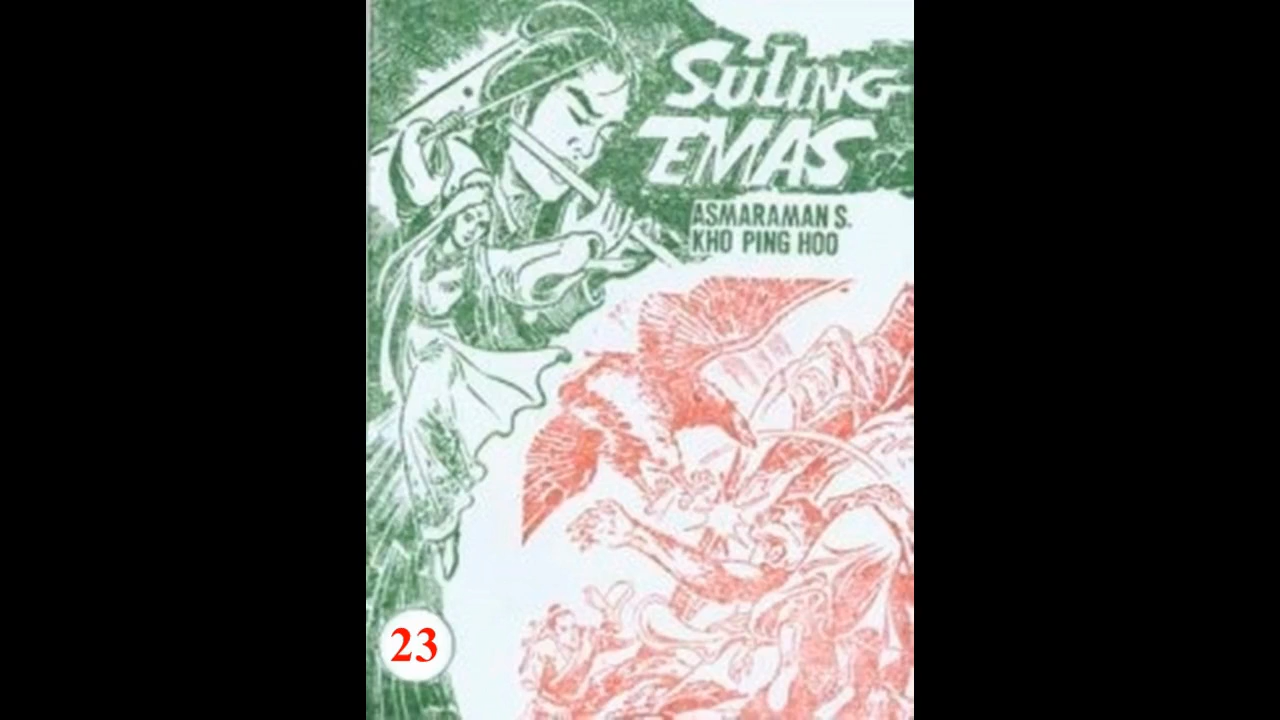 SULING
EMAS
ASMARAMAN S.
KHO PING HOO
23